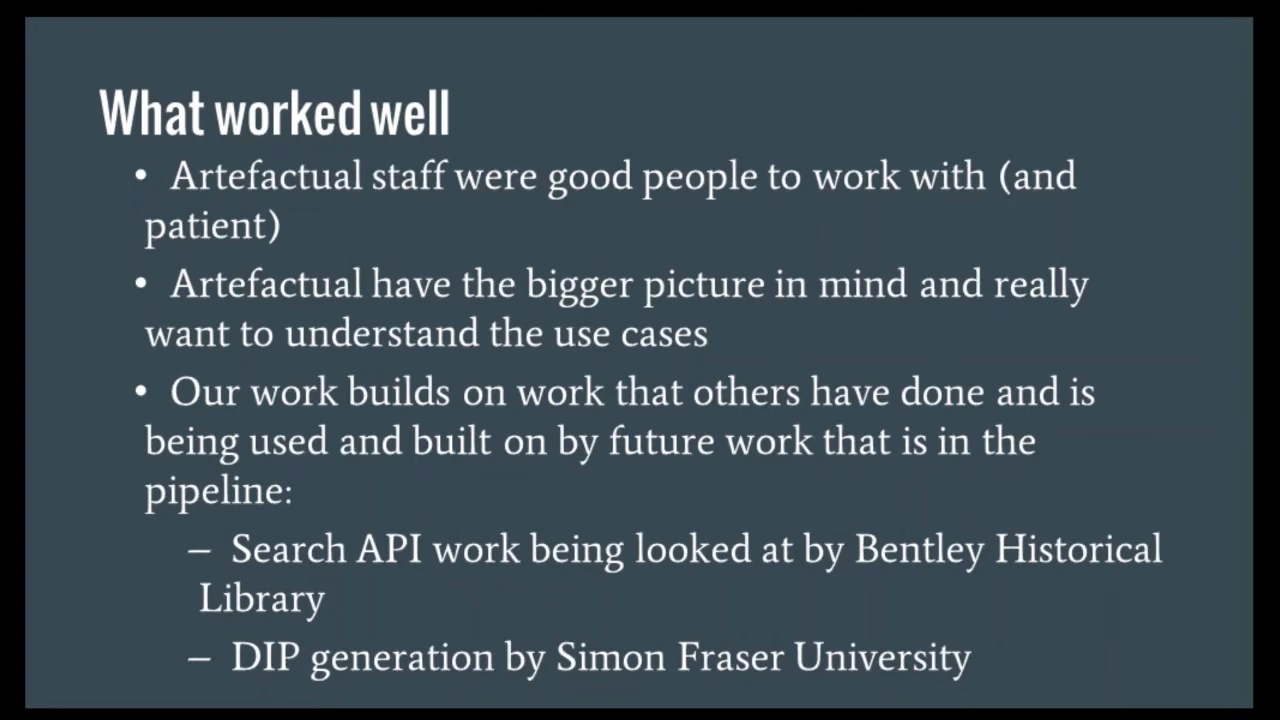 What worked well
• Artefactual staff were good people to work with (and
patient)
• Artefactual have the bigger picture in mind and really
want to understand the use cases
• Our work builds on work that others have done and is
being used and built on by future work that is in the
pipeline:
– Search API work being looked at by Bentley Historical
Library
– DIP generation by Simon Fraser University